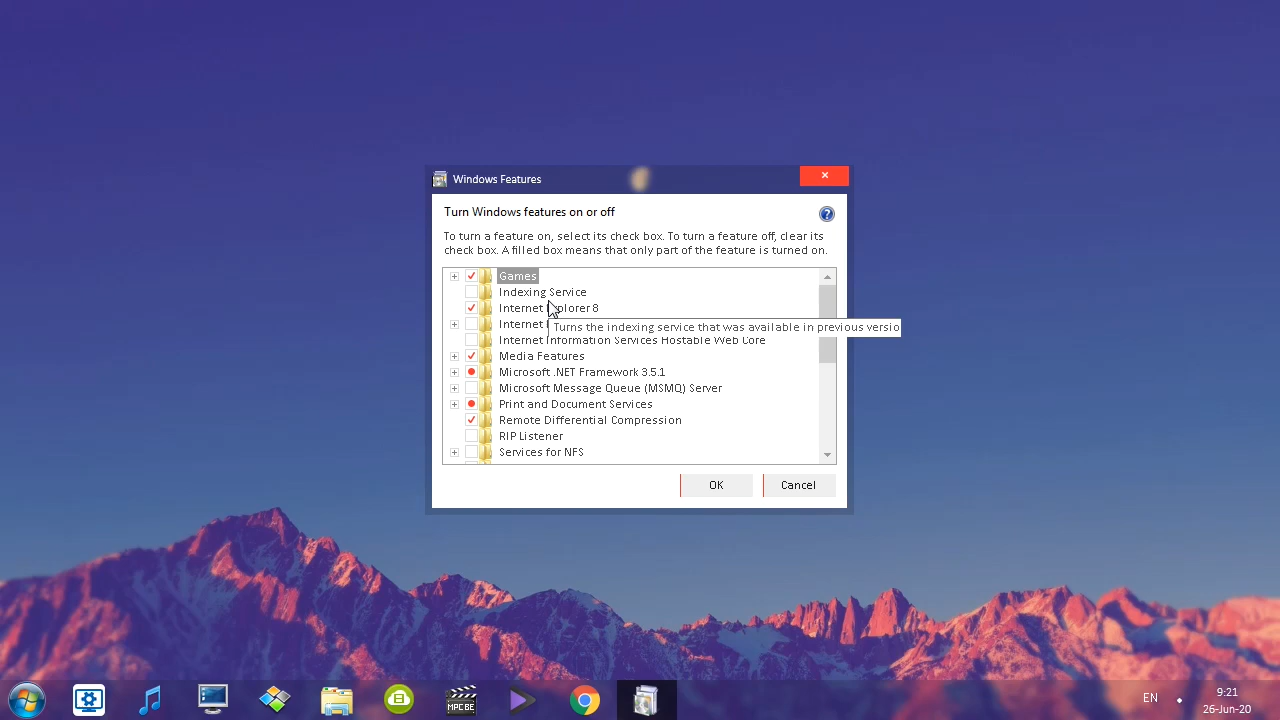 Windows Features
Turn Windows features on or off
To turn a feature on, select its check box. To turn a feature off, clear its
check box. A filled box means that only part of the feature is turned on.
Games
Indexing Service
Internet Explorer 8
Internet
Turns the indexing service that was available in previous versio
Internet Information Services Hostable Web Core
Media Features
Microsoft .NET Framework 3.5.1
Microsoft Message Queue (MSMQ) Server
Print and Document Services
Remote Differential Compression
RIP Listener
Services for NFS
OK
Cancel
MPC BE
EN
9:21
26-Jun-20